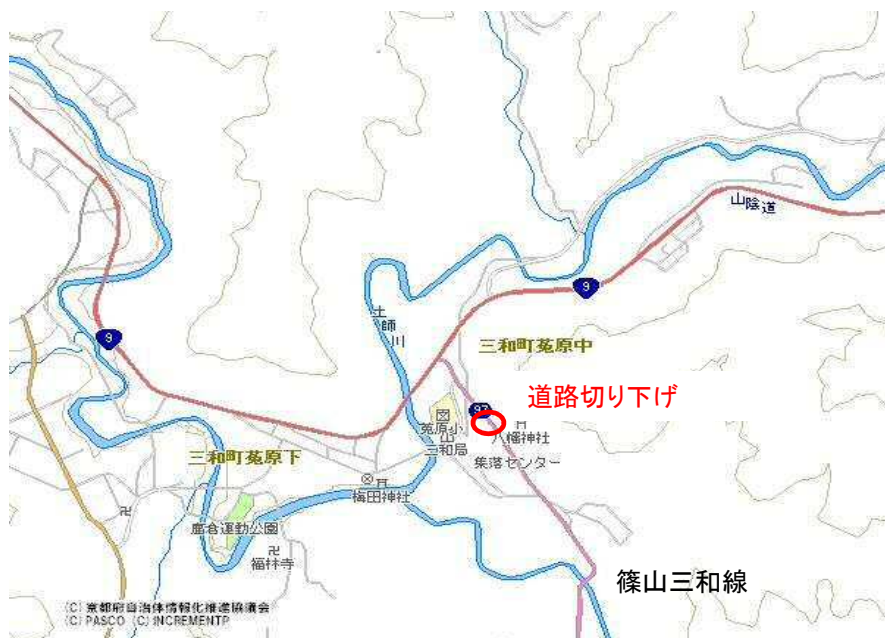 山陰道
9
土師川
9
三和町菟原中
道路切り下げ
97
菟原小
八幡神社
三和局
集落センター
三和町菟原下
梅田神社
鹿倉運動公園
福林寺
篠山三和線
(C) 京都府自治体情報化推進協議会
(C) PASCO (C) INCREMENTP